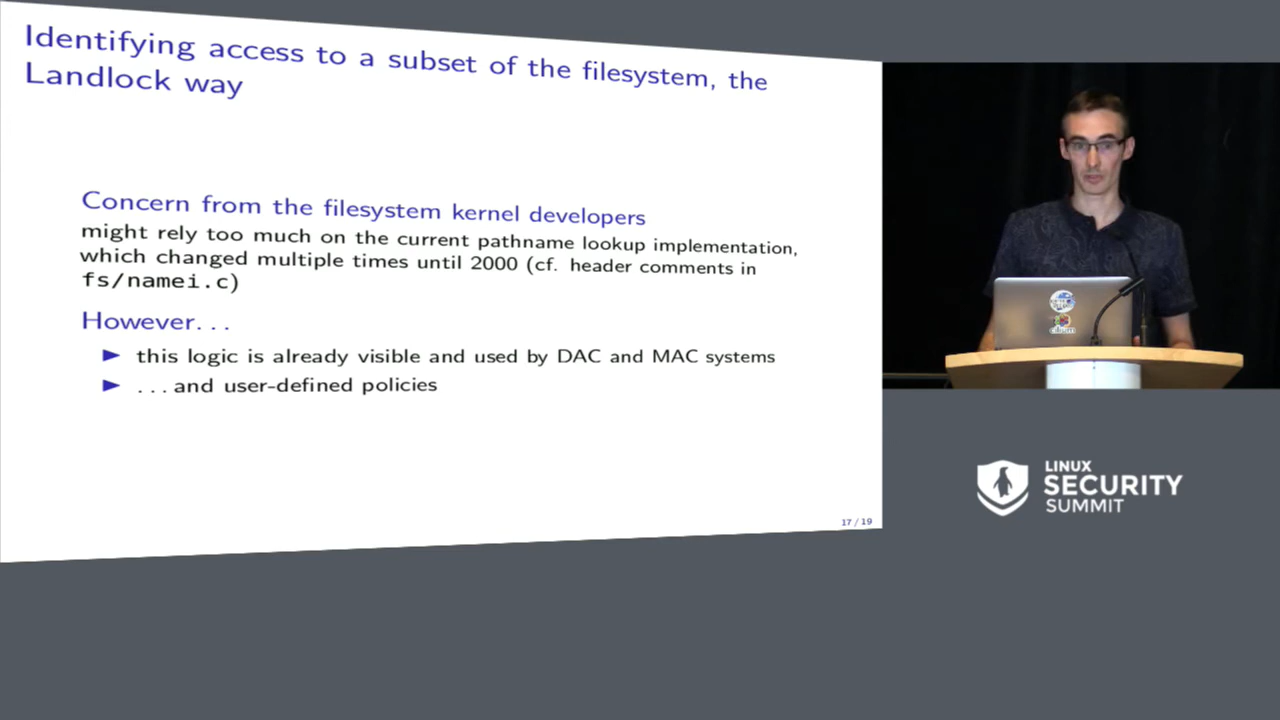 Identifying access to a subset of the filesystem, the
Landlock way
Concern from the filesystem kernel developers
might rely too much on the current pathname lookup implementation,
which changed multiple times until 2000 (cf. header comments in
fs/namei.c)
However. . .
this logic is already visible and used by DAC and MAC systems
. . . and user-defined policies
17 / 19
cilium
LINUX
SECURITY
SUMMIT